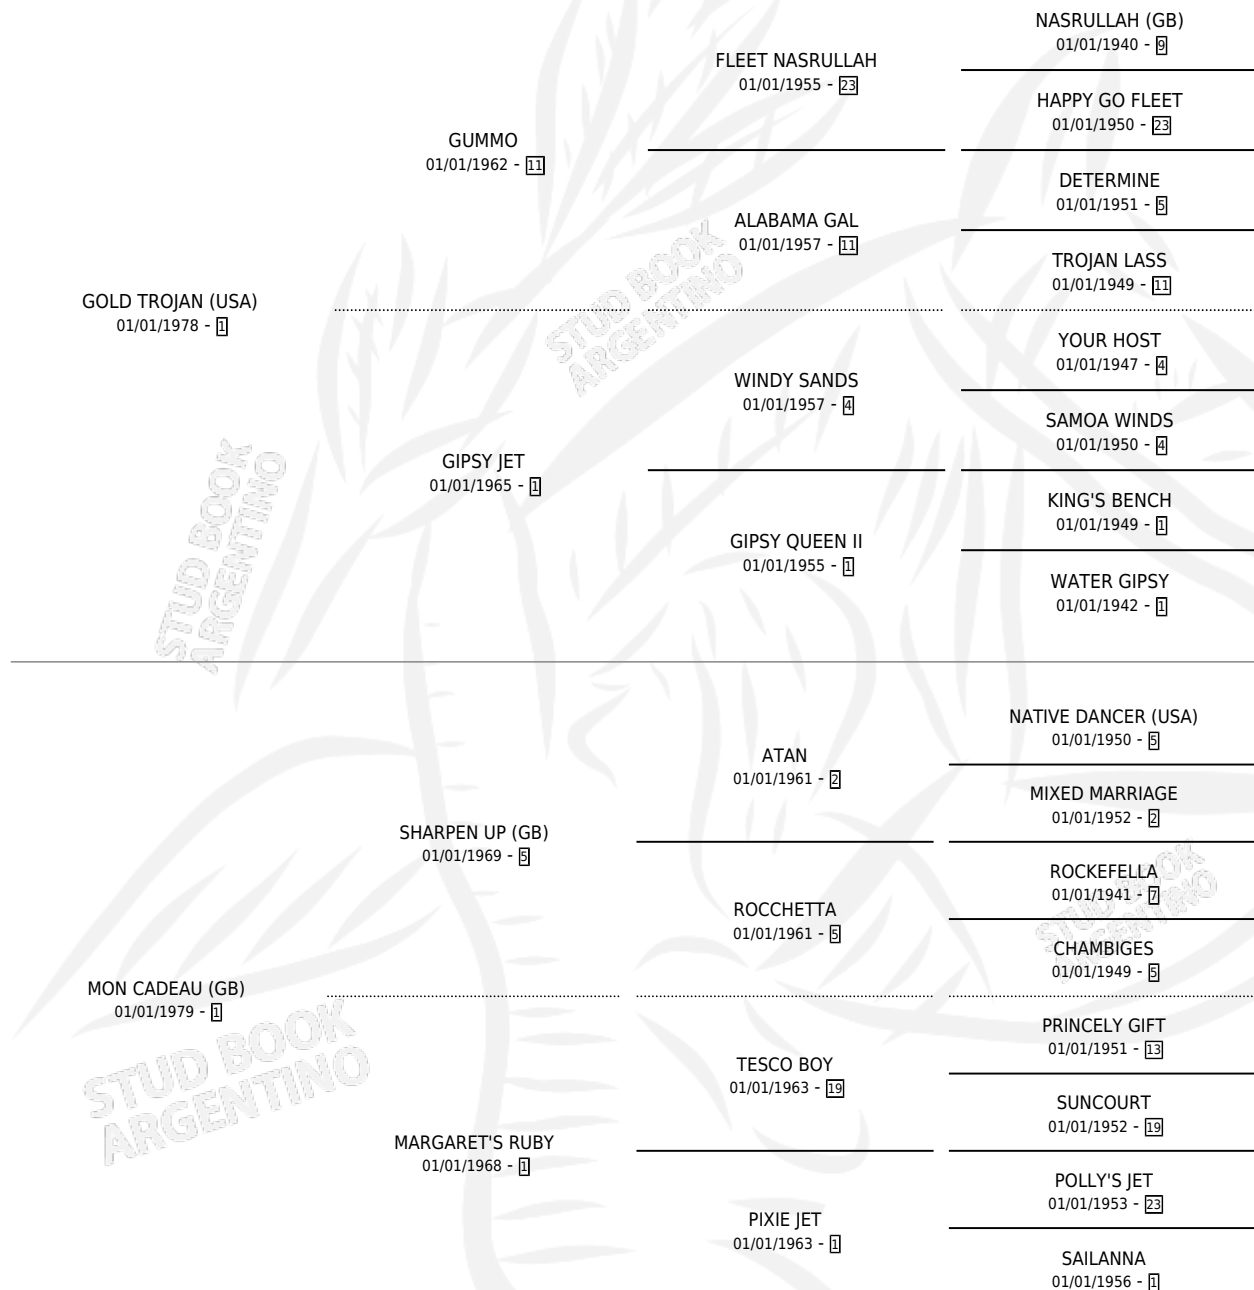 NASRULLAH (GB)
01/01/1940 - 9
FLEET NASRULLAH
01/01/1955 - 23
HAPPY GO FLEET
01/01/1950 - 23
GUMMO
01/01/1962 - 11
DETERMINE
01/01/1951 - 5
ALABAMA GAL
01/01/1957 - 11
TROJAN LASS
01/01/1949 - 11
GOLD TROJAN (USA)
01/01/1978 - 1
YOUR HOST
01/01/1947 - 4
WINDY SANDS
01/01/1957 - 4
SAMOA WINDS
01/01/1950 - 4
GIPSY JET
01/01/1965 - 1
KING'S BENCH
01/01/1949 - 1
GIPSY QUEEN II
01/01/1955 - 1
WATER GIPSY
01/01/1942 - 1
NATIVE DANCER (USA)
01/01/1950 - 5
ATAN
01/01/1961 - 2
MIXED MARRIAGE
01/01/1952 - 2
SHARPEN UP (GB)
01/01/1969 - 5
ROCKEFELLA
01/01/1941 - 7
ROCCHETTA
01/01/1961 - 5
CHAMBIGES
01/01/1949 - 5
MON CADEAU (GB)
01/01/1979 - 1
PRINCELY GIFT
01/01/1951 - 13
TESCO BOY
01/01/1963 - 19
SUNCOURT
01/01/1952 - 19
MARGARET'S RUBY
01/01/1968 - 1
POLLY'S JET
01/01/1953 - 23
PIXIE JET
01/01/1963 - 1
SAILANNA
01/01/1956 - 1
STUD BOOK
ARGENTINO
STUD BOOK
ARGENTINO
STUD BOOK
ARGENTINO
STUD BOOK
ARGENTINO